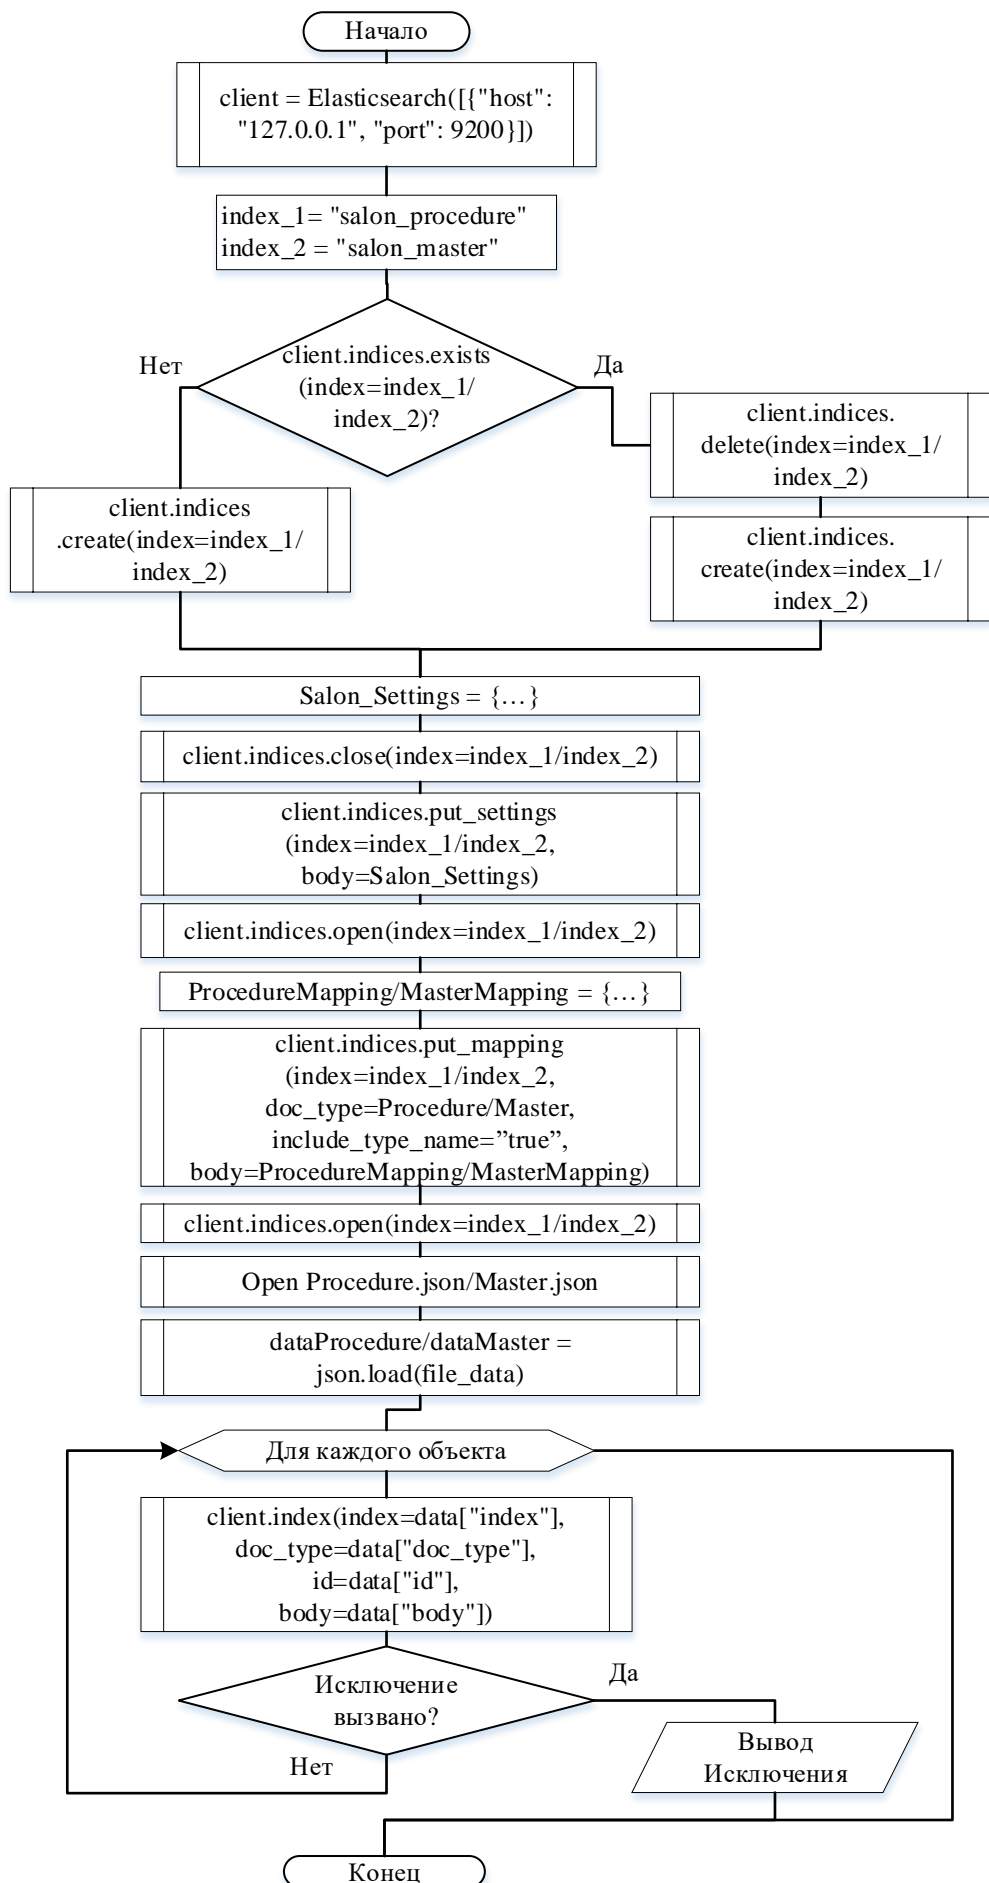 Начало
client = Elasticsearch([{"host":
"127.0.0.1", "port": 9200}])
index_1= "salon_procedure"
index_2 = "salon_master"
client.indices.exists
(index=index_1/
index_2)?
Нет
Да
client.indices.
delete(index=index_1/
index_2)
client.indices
.create(index=index_1/
index_2)
client.indices.
create(index=index_1/
index_2)
Salon_Settings = {…}
client.indices.close(index=index_1/index_2)
client.indices.put_settings
(index=index_1/index_2,
body=Salon_Settings)
client.indices.open(index=index_1/index_2)
ProcedureMapping/MasterMapping = {…}
client.indices.put_mapping
(index=index_1/index_2,
doc_type=Procedure/Master,
include_type_name=”true”,
body=ProcedureMapping/MasterMapping)
client.indices.open(index=index_1/index_2)
Open Procedure.json/Master.json
dataProcedure/dataMaster =
json.load(file_data)
Для каждого объекта
client.index(index=data["index"],
doc_type=data["doc_type"],
id=data["id"],
body=data["body"])
Исключение
вызвано?
Да
Нет
Вывод
Исключения
Конец